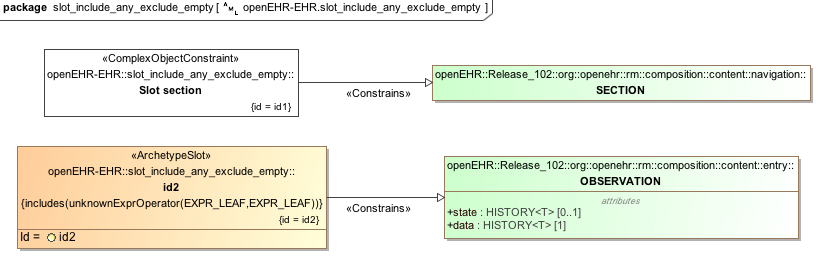 package slot_include_any_exclude_empty [ AML openEHR-EHR.slot_include_any_exclude_empty ]
«ComplexObjectConstraint»
openEHR-EHR::slot_include_any_exclude_empty::
Slot section
{id = id1}
«Constrains»
openEHR::Release_102::org::openehr::rm::composition::content::navigation::
SECTION
«ArchetypeSlot»
openEHR-EHR::slot_include_any_exclude_empty::
id2
{includes(unknownExprOperator(EXPR_LEAF,EXPR_LEAF))}
{id = id2}
Id = id2
«Constrains»
openEHR::Release_102::org::openehr::rm::composition::content::entry::
OBSERVATION
attributes
+state : HISTORY<T> [0..1]
+data : HISTORY<T> [1]